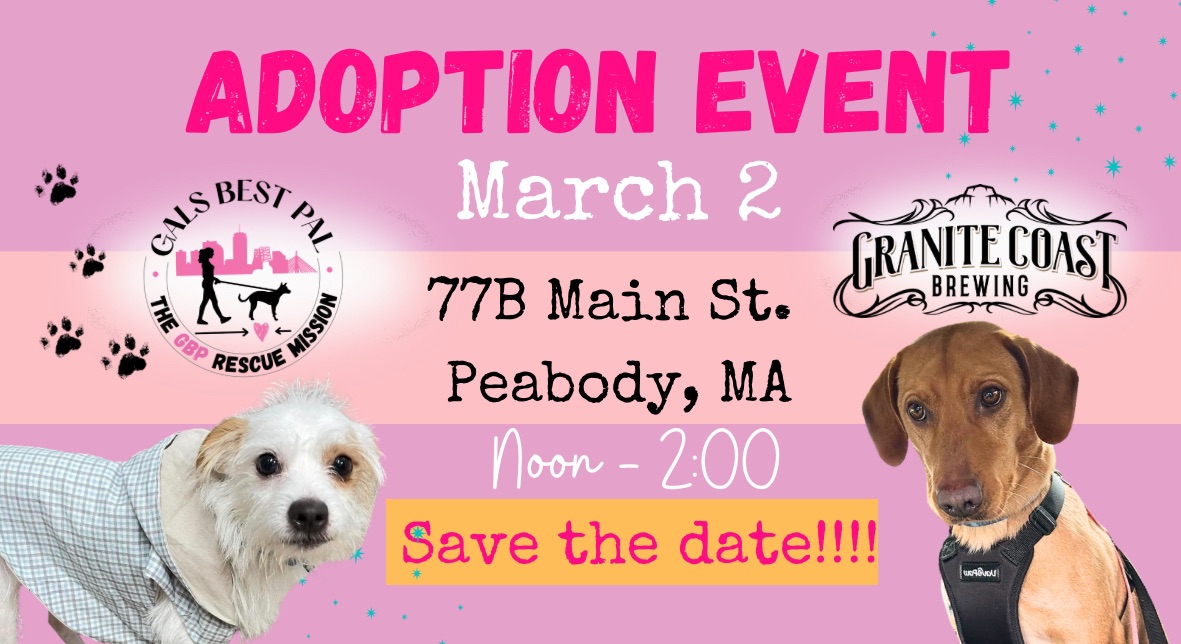 ADOPTION EVENT
March 2
GALS BEST PAL
THE GBP RESCUE MISSION
GRANITE COAST
BREWING
77B Main St.
Peabody, MA
Noon - 2:00
Save the date!!!!